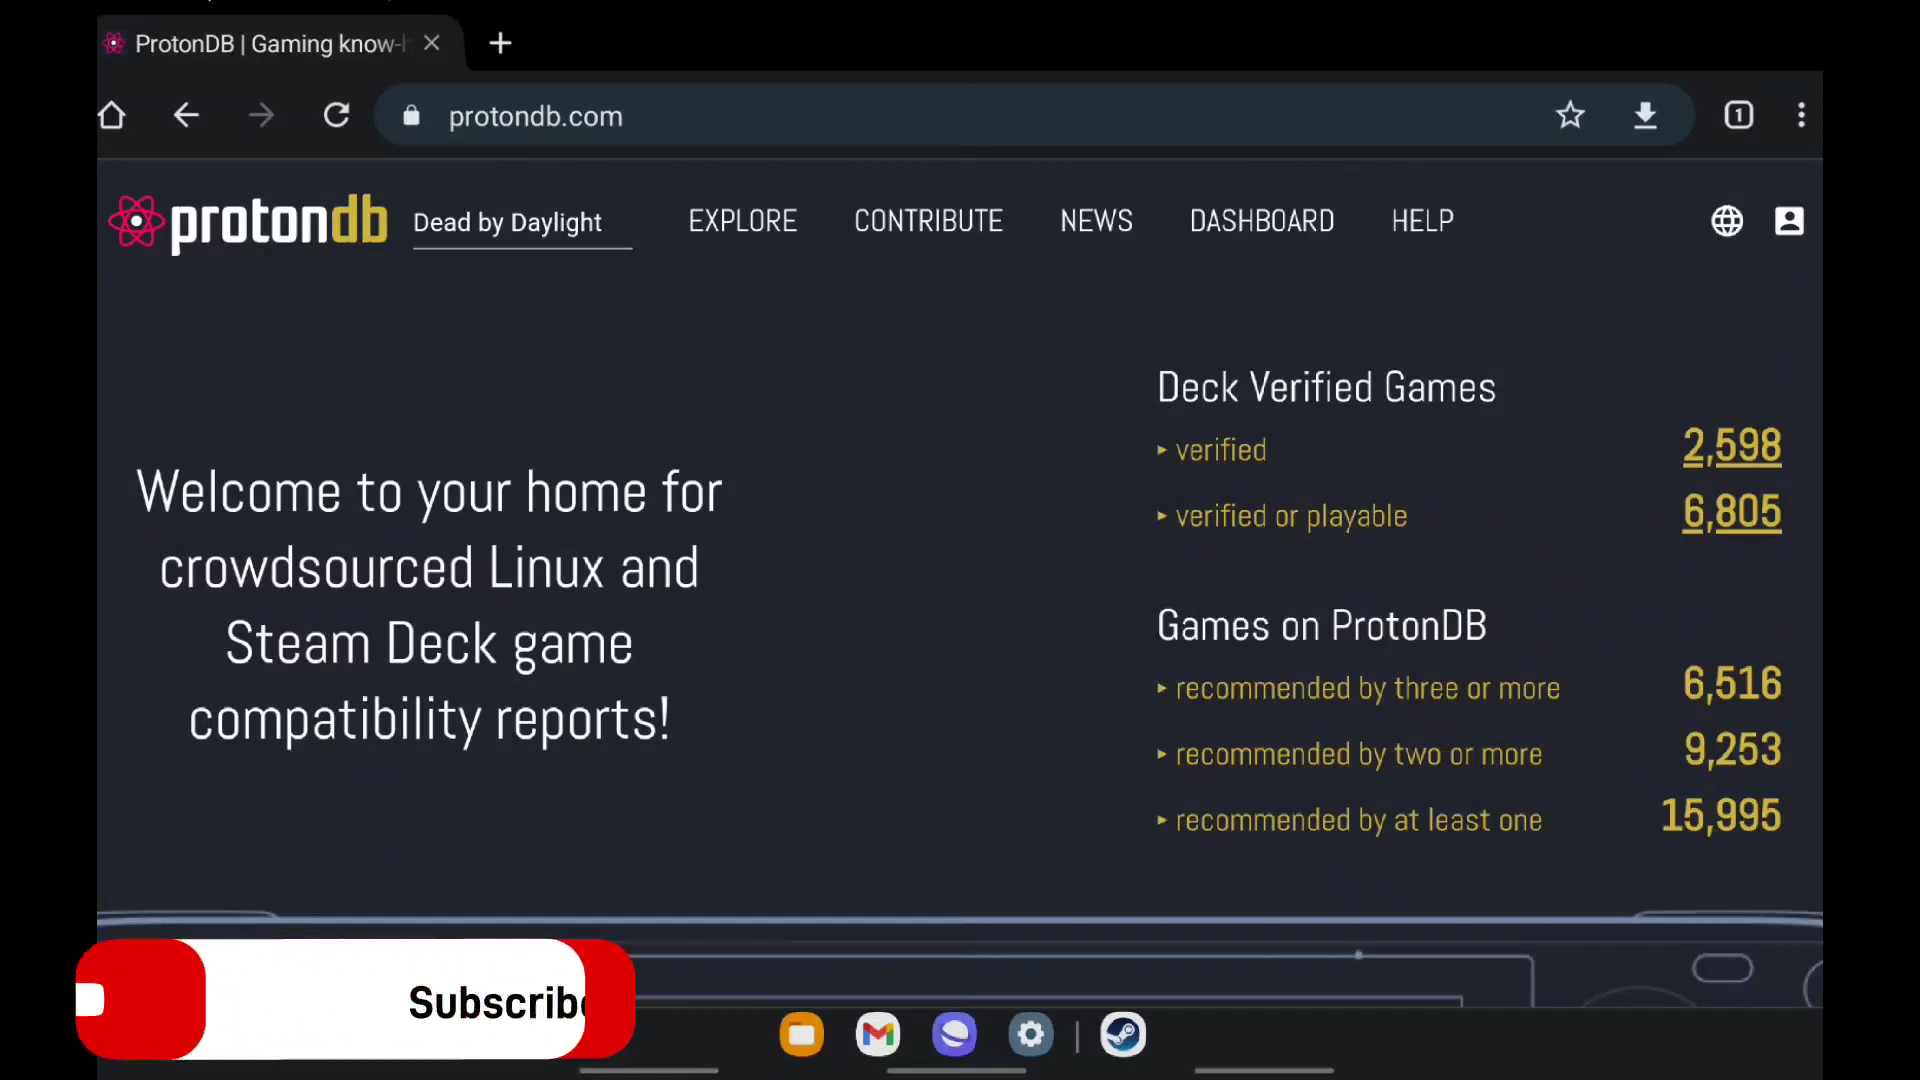 ProtonDB | Gaming know-
protondb.com
1
protondb
Dead by Daylight
EXPLORE
CONTRIBUTE
NEWS
DASHBOARD
HELP
Welcome to your home for
crowdsourced Linux and
Steam Deck game
compatibility reports!
Deck Verified Games
verified 2,598
verified or playable 6,805
Games on ProtonDB
recommended by three or more 6,516
recommended by two or more 9,253
recommended by at least one 15,995
Subscribe